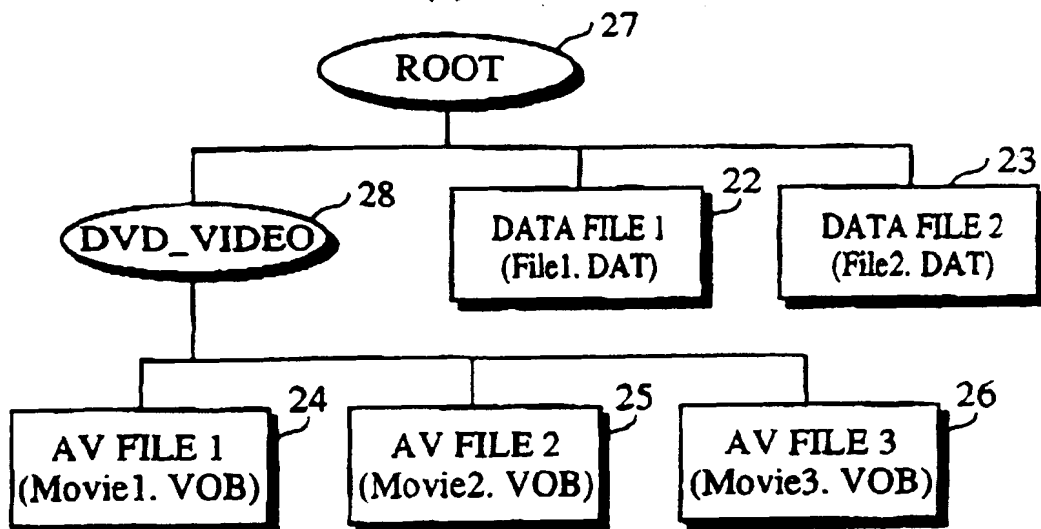 27
ROOT
28
22
23
DVD_VIDEO
DATA FILE 1
(File1. DAT)
DATA FILE 2
(File2. DAT)
24
25
26
AV FILE 1
(Movie1. VOB)
AV FILE 2
(Movie2. VOB)
AV FILE 3
(Movie3. VOB)